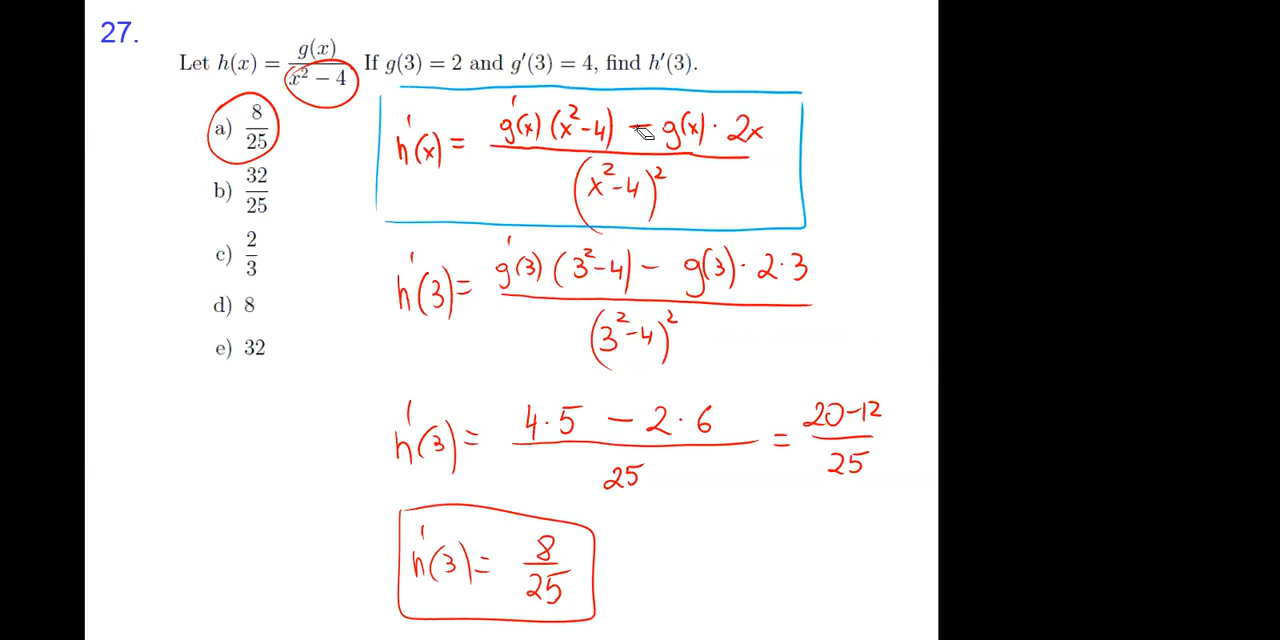 27.
Let h(x) = g(x) / (x² − 4) If g(3) = 2 and g′(3) = 4, find h′(3).
a) 8/25
b) 32/25
c) 2/3
d) 8
e) 32
h'(x) = (g'(x) (x² - 4) - g(x) · 2x) / (x² - 4)²
h'(3) = (g'(3) (3² - 4) - g(3) · 2 · 3) / (3² - 4)²
h'(3) = (4 · 5 - 2 · 6) / 25 = (20 - 12) / 25
h'(3) = 8/25